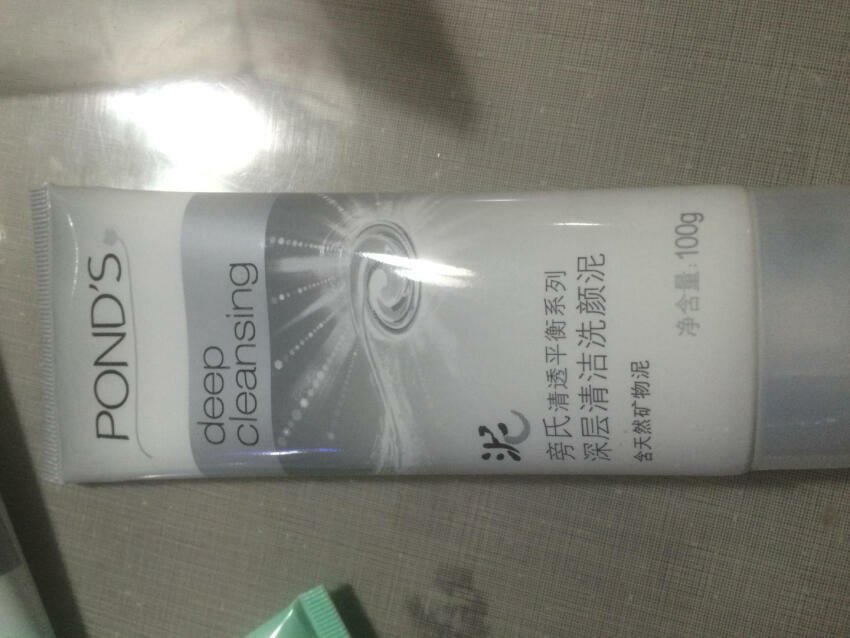 POND'S
deep
cleansing
泥
旁氏清透平衡系列
深层清洁洗颜泥
含天然矿物泥
净含量:100g